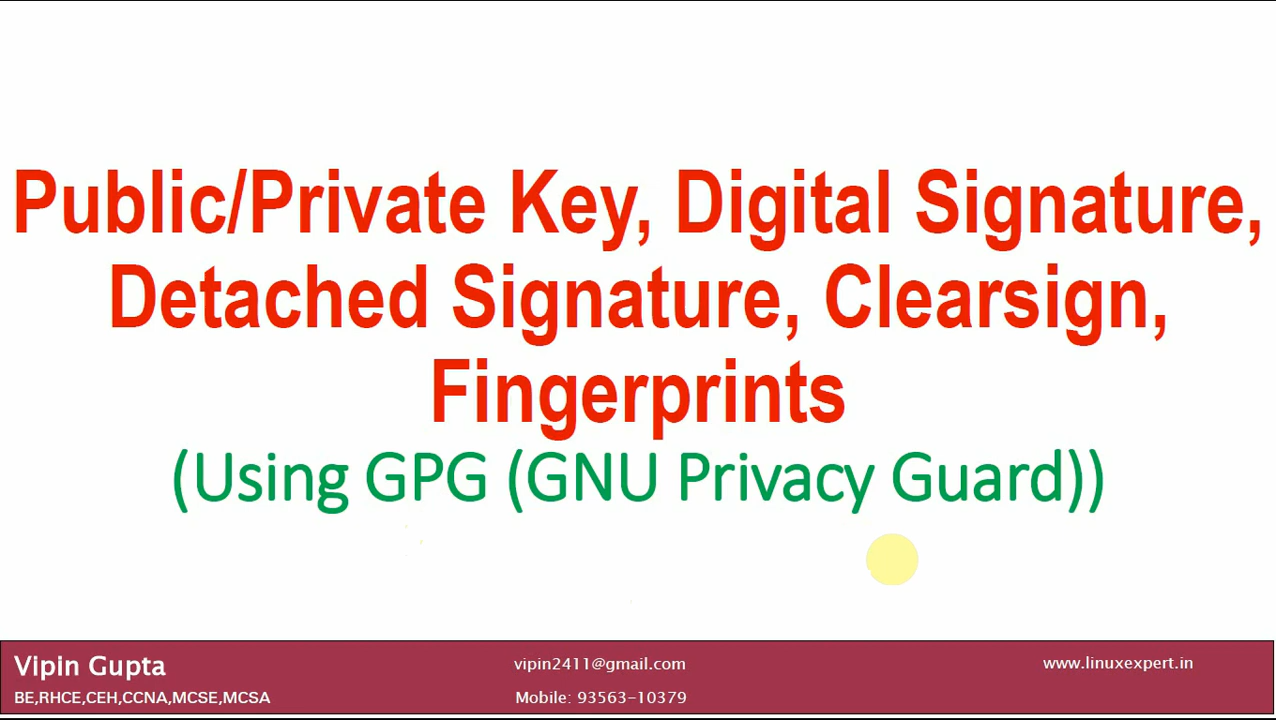 Public/Private Key, Digital Signature,
Detached Signature, Clearsign,
Fingerprints
(Using GPG (GNU Privacy Guard))
Vipin Gupta
BE,RHCE,CEH,CCNA,MCSE,MCSA
vipin2411@gmail.com
Mobile: 93563-10379
www.linuxexpert.in